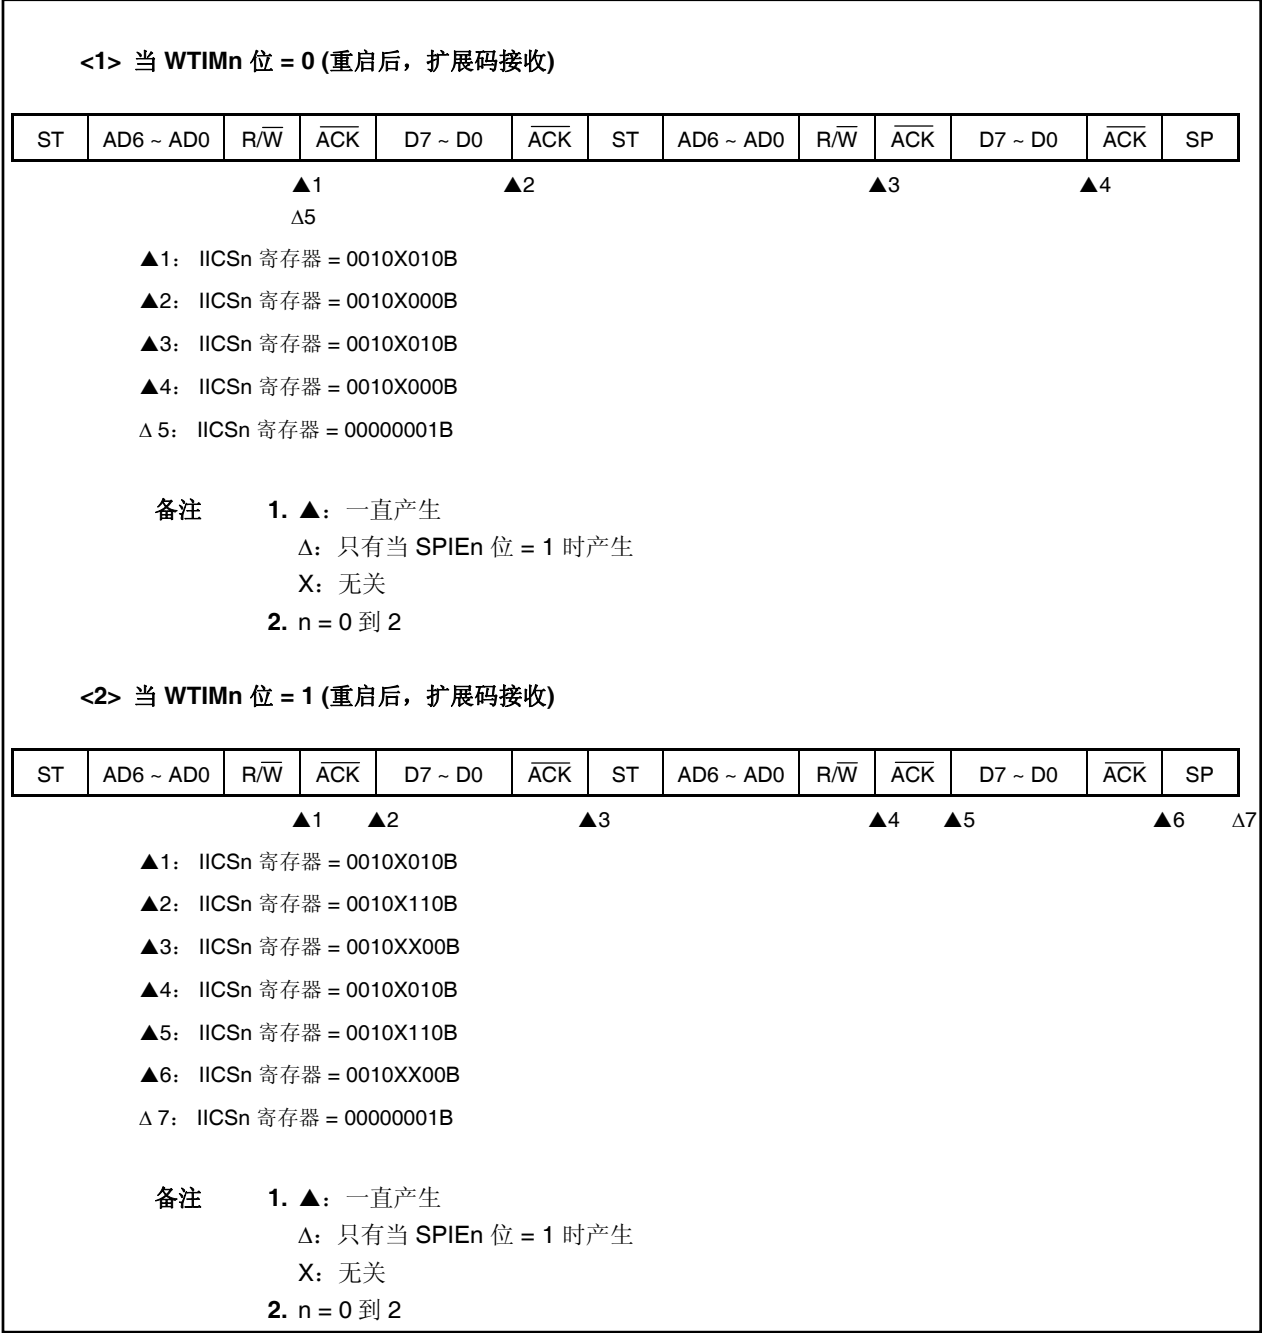 <1> 当 WTIMn 位 = 0 (重启后，扩展码接收)
ST AD6 ~ AD0 R/W ACK D7 ~ D0 ACK ST AD6 ~ AD0 R/W ACK D7 ~ D0 ACK SP
▲1 ▲2 ▲3 ▲4
Δ5
▲1： IICSn 寄存器 = 0010X010B
▲2： IICSn 寄存器 = 0010X000B
▲3： IICSn 寄存器 = 0010X010B
▲4： IICSn 寄存器 = 0010X000B
Δ 5： IICSn 寄存器 = 00000001B
备注 1. ▲：一直产生
Δ：只有当 SPIEn 位 = 1 时产生
X：无关
2. n = 0 到 2
<2> 当 WTIMn 位 = 1 (重启后，扩展码接收)
ST AD6 ~ AD0 R/W ACK D7 ~ D0 ACK ST AD6 ~ AD0 R/W ACK D7 ~ D0 ACK SP
▲1 ▲2 ▲3 ▲4 ▲5 ▲6 Δ7
▲1： IICSn 寄存器 = 0010X010B
▲2： IICSn 寄存器 = 0010X110B
▲3： IICSn 寄存器 = 0010XX00B
▲4： IICSn 寄存器 = 0010X010B
▲5： IICSn 寄存器 = 0010X110B
▲6： IICSn 寄存器 = 0010XX00B
Δ 7： IICSn 寄存器 = 00000001B
备注 1. ▲：一直产生
Δ：只有当 SPIEn 位 = 1 时产生
X：无关
2. n = 0 到 2